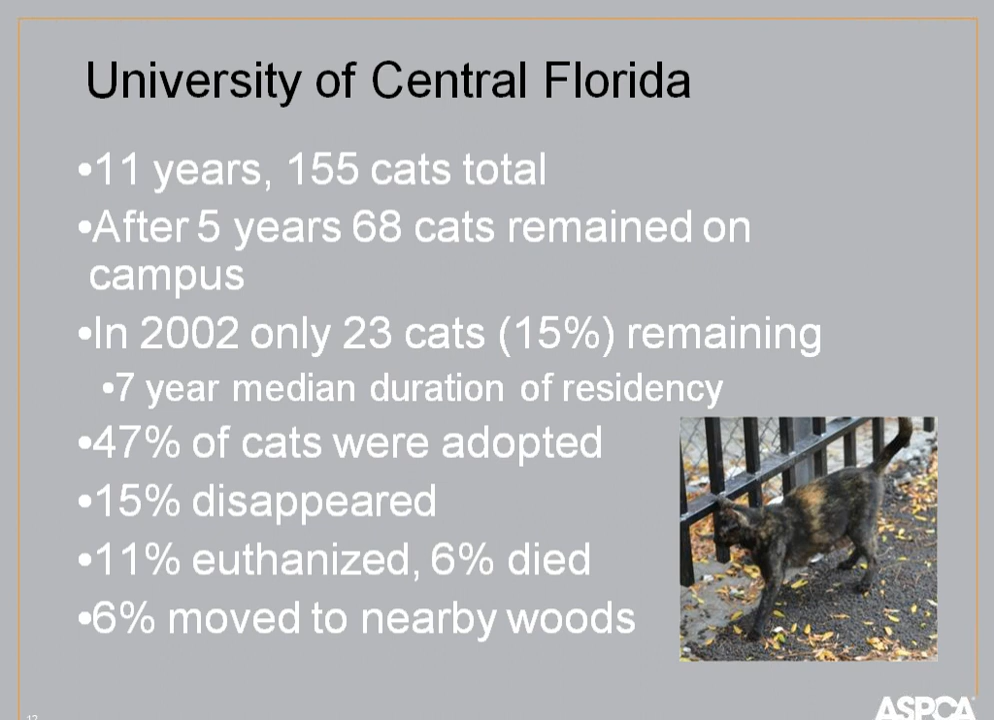 University of Central Florida
•11 years, 155 cats total
•After 5 years 68 cats remained on
campus
•In 2002 only 23 cats (15%) remaining
•7 year median duration of residency
•47% of cats were adopted
•15% disappeared
•11% euthanized, 6% died
•6% moved to nearby woods
12
ASPCA